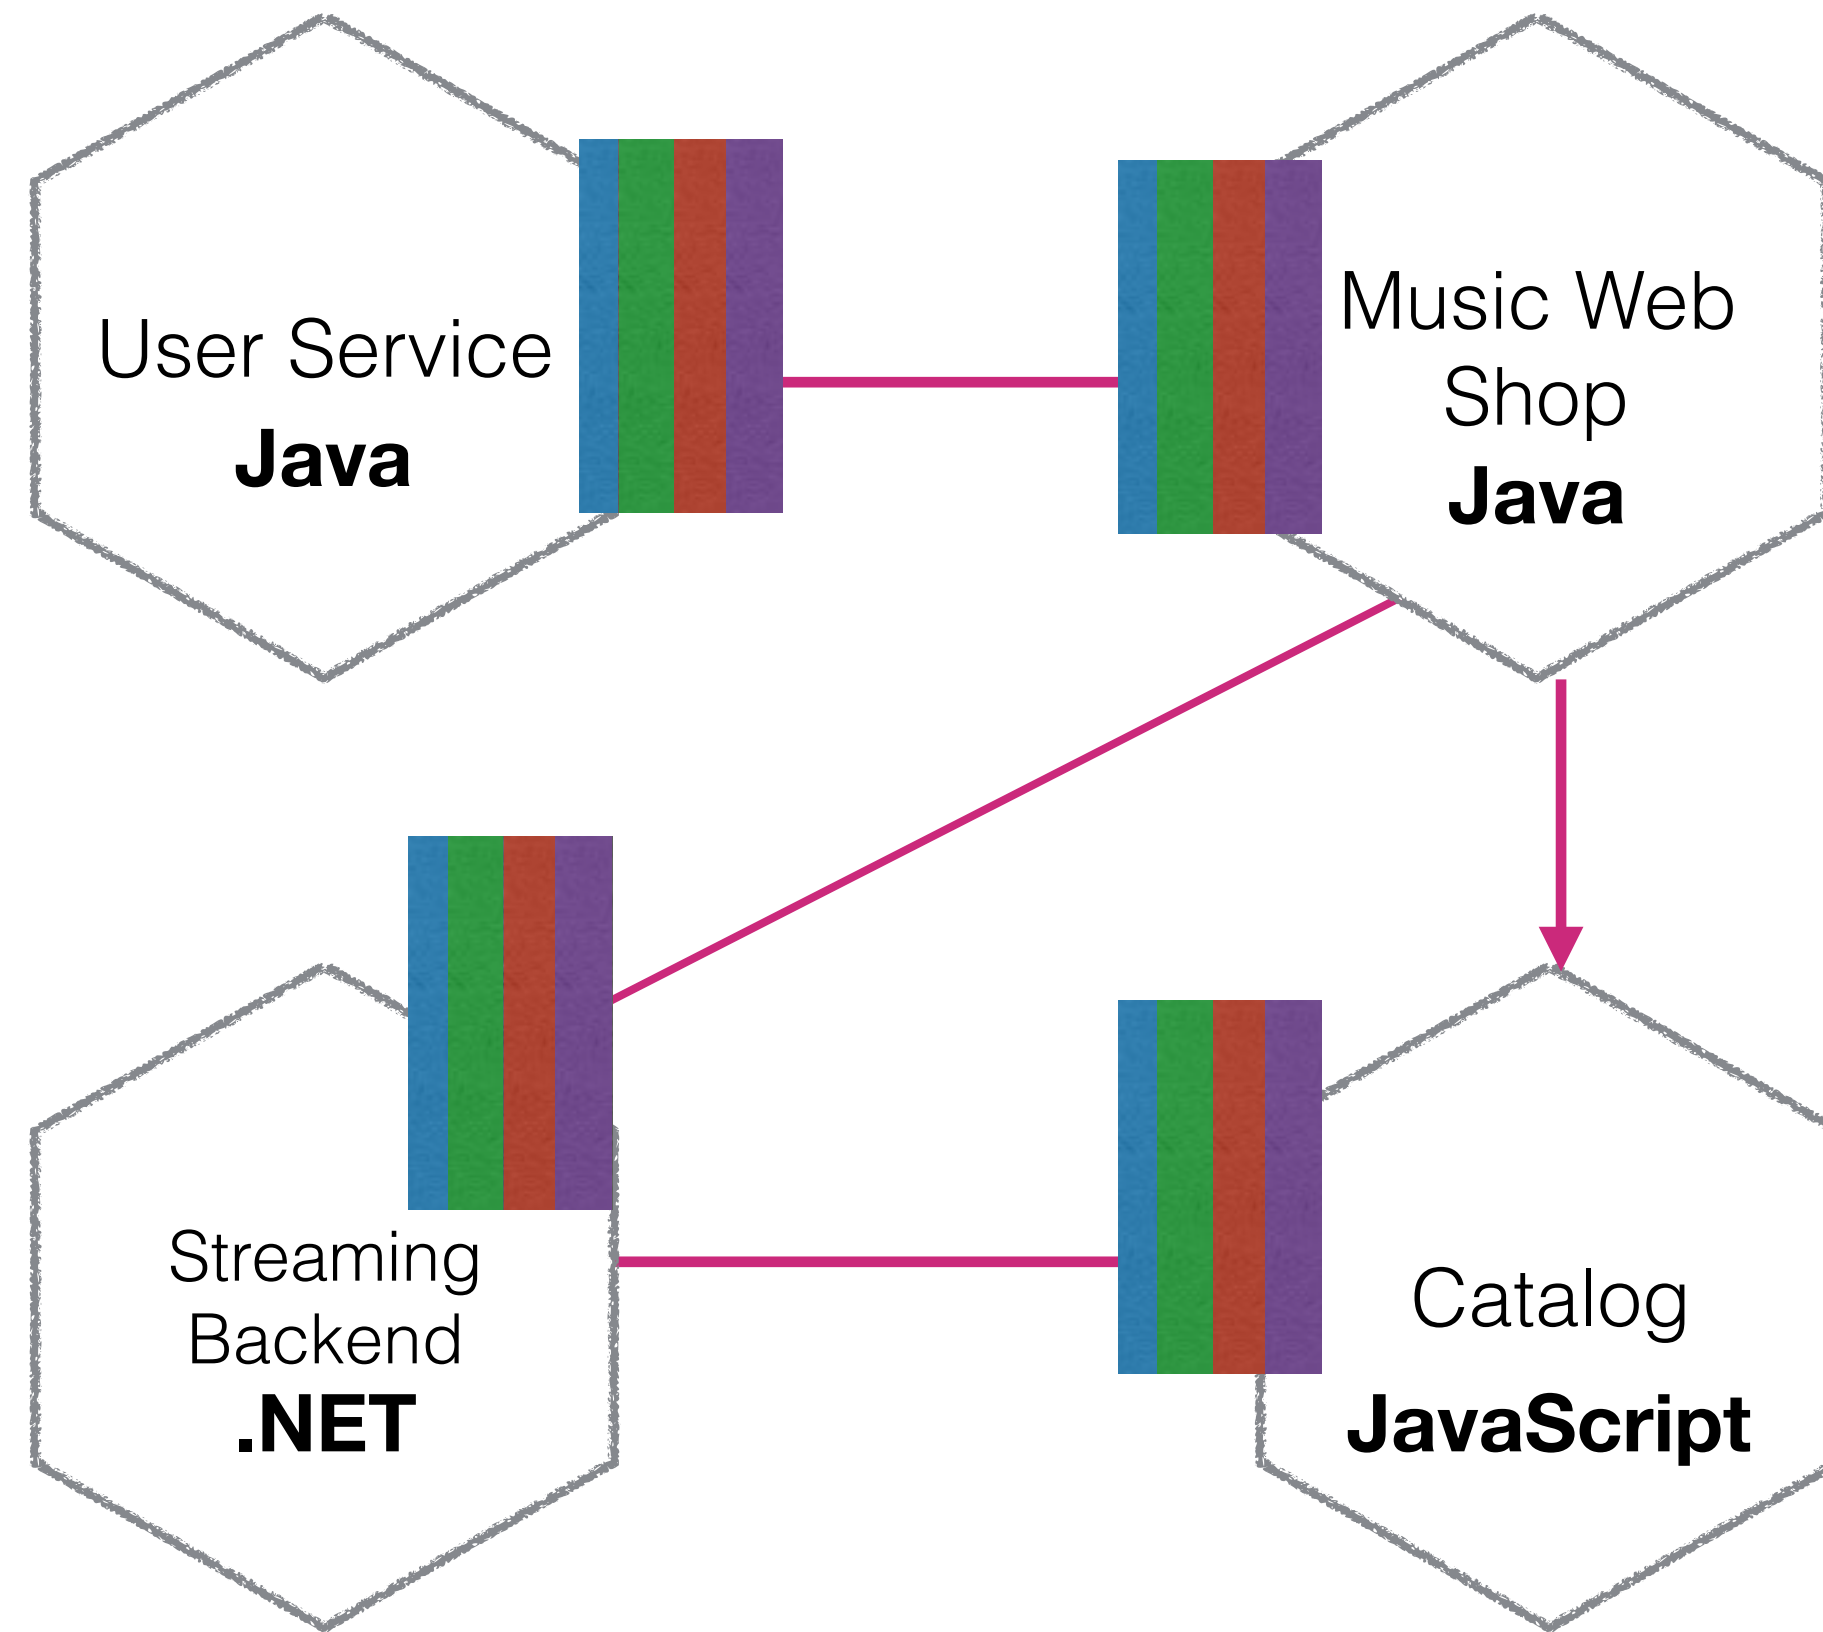 User Service
Java
Music Web
Shop
Java
Streaming
Backend
.NET
Catalog
JavaScript